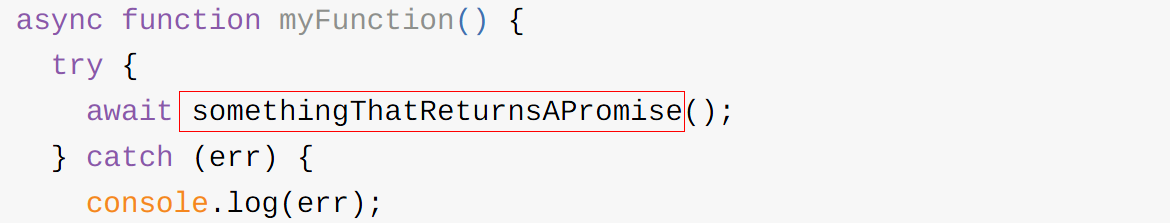 async function myFunction() {
  try {
    await somethingThatReturnsAPromise();
  } catch (err) {
    console.log(err);